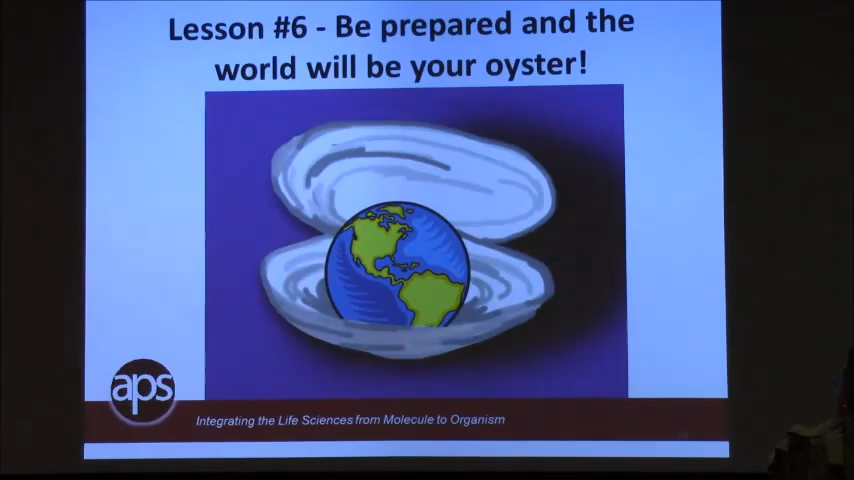 Lesson #6 - Be prepared and the
world will be your oyster!
aps
Integrating the Life Sciences from Molecule to Organism